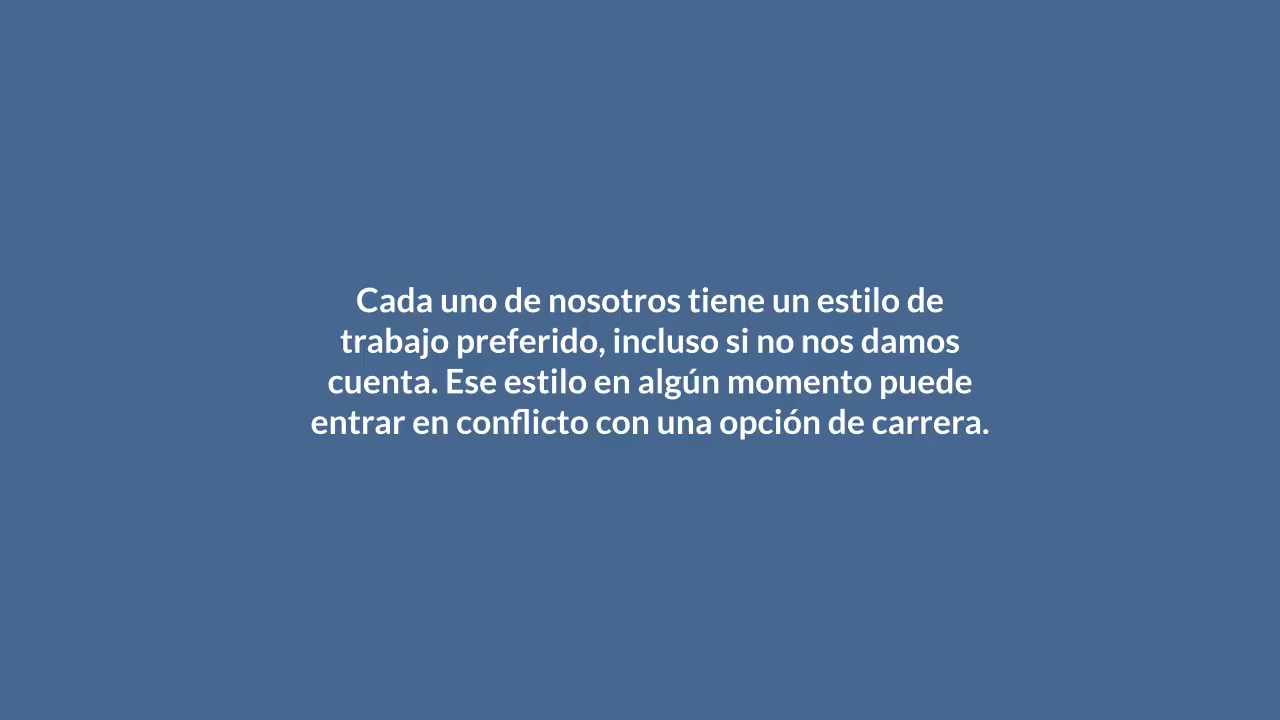 Cada uno de nosotros tiene un estilo de
trabajo preferido, incluso si no nos damos
cuenta. Ese estilo en algún momento puede
entrar en conflicto con una opción de carrera.